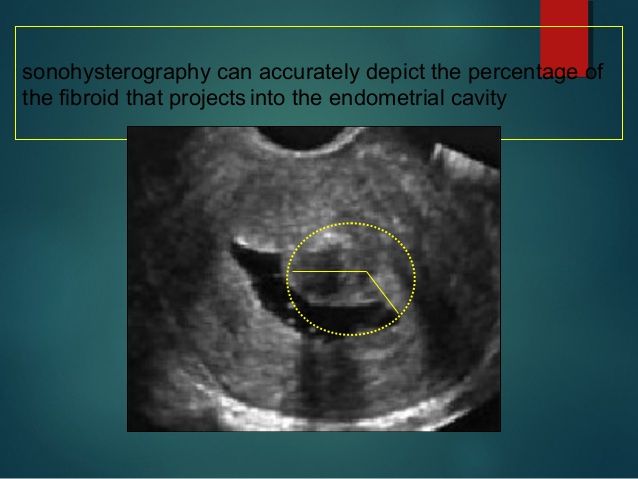 sonohysterography can accurately depict the percentage of
the fibroid that projects into the endometrial cavity